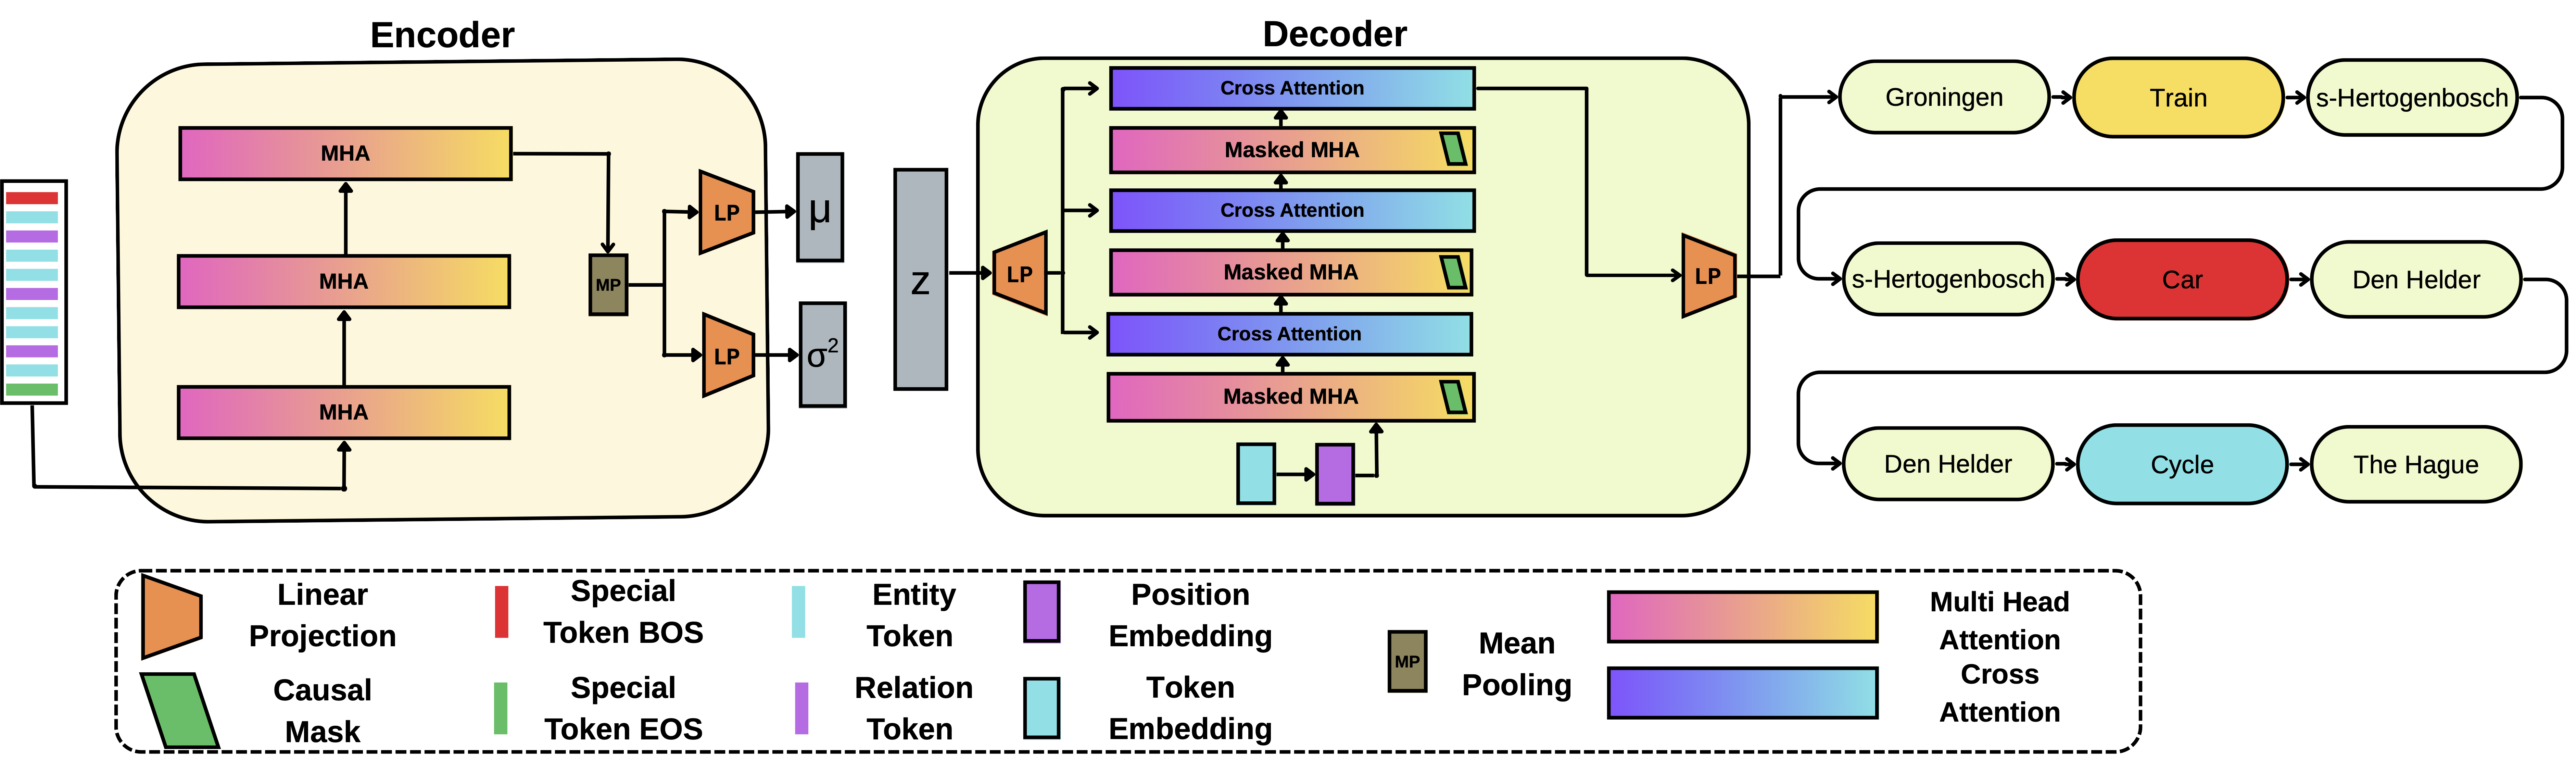 Encoder
MHA
MHA
MHA
MP
LP
LP
μ
σ²
Decoder
z
LP
Cross Attention
Masked MHA
Cross Attention
Masked MHA
Cross Attention
Masked MHA
LP
Groningen
Train
s-Hertogenbosch
s-Hertogenbosch
Car
Den Helder
Den Helder
Cycle
The Hague
Linear
Projection
Causal
Mask
Special
Token BOS
Special
Token EOS
Entity
Token
Relation
Token
Position
Embedding
Token
Embedding
MP
Mean
Pooling
Multi Head
Attention
Cross
Attention